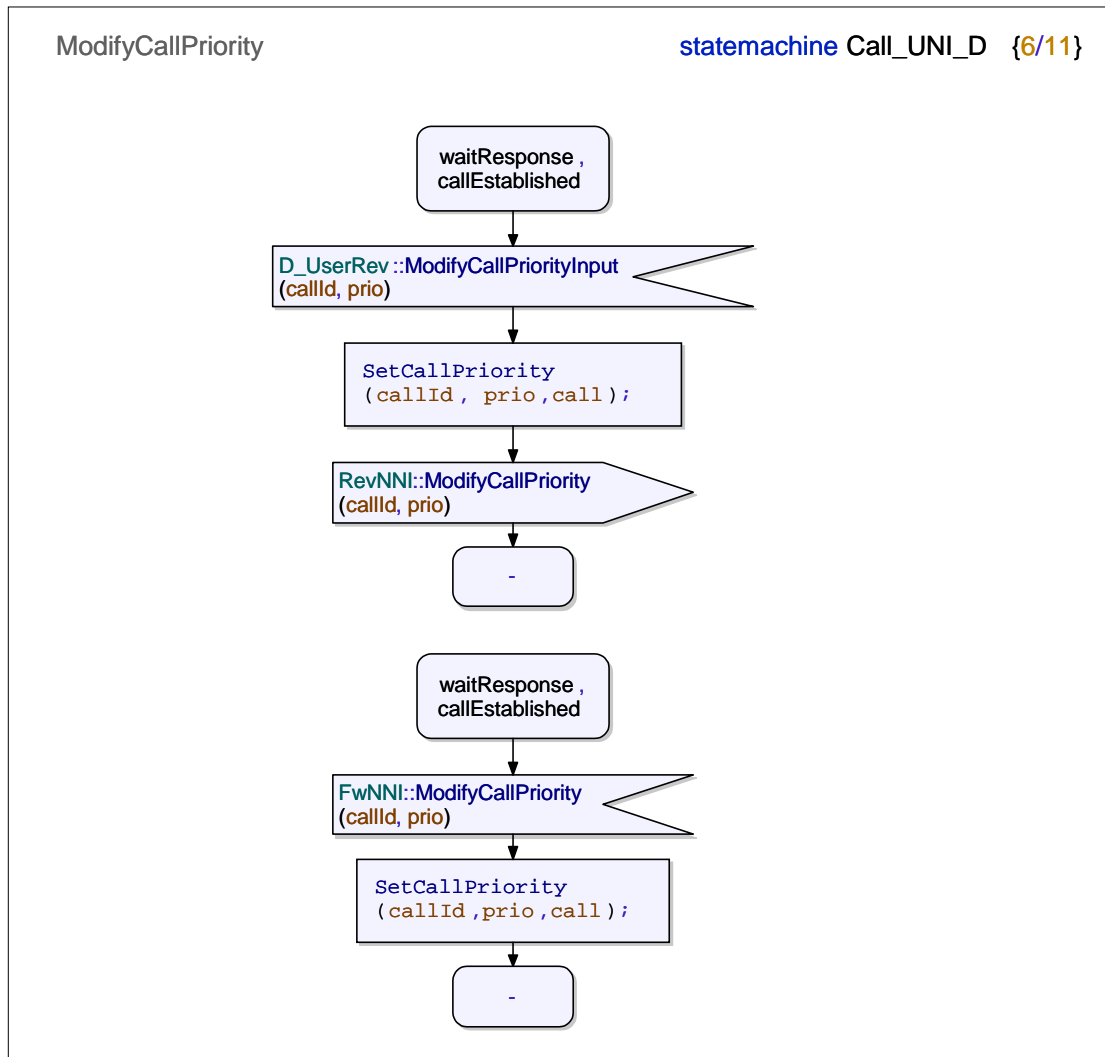 ModifyCallPriority
statemachine Call_UNI_D {6/11}
waitResponse ,
callEstablished
D_UserRev ::ModifyCallPriorityInput
(callId, prio)
SetCallPriority
(callId , prio ,call );
RevNNI::ModifyCallPriority
(callId, prio)
-
waitResponse ,
callEstablished
FwNNI::ModifyCallPriority
(callId, prio)
SetCallPriority
(callId ,prio ,call );
-